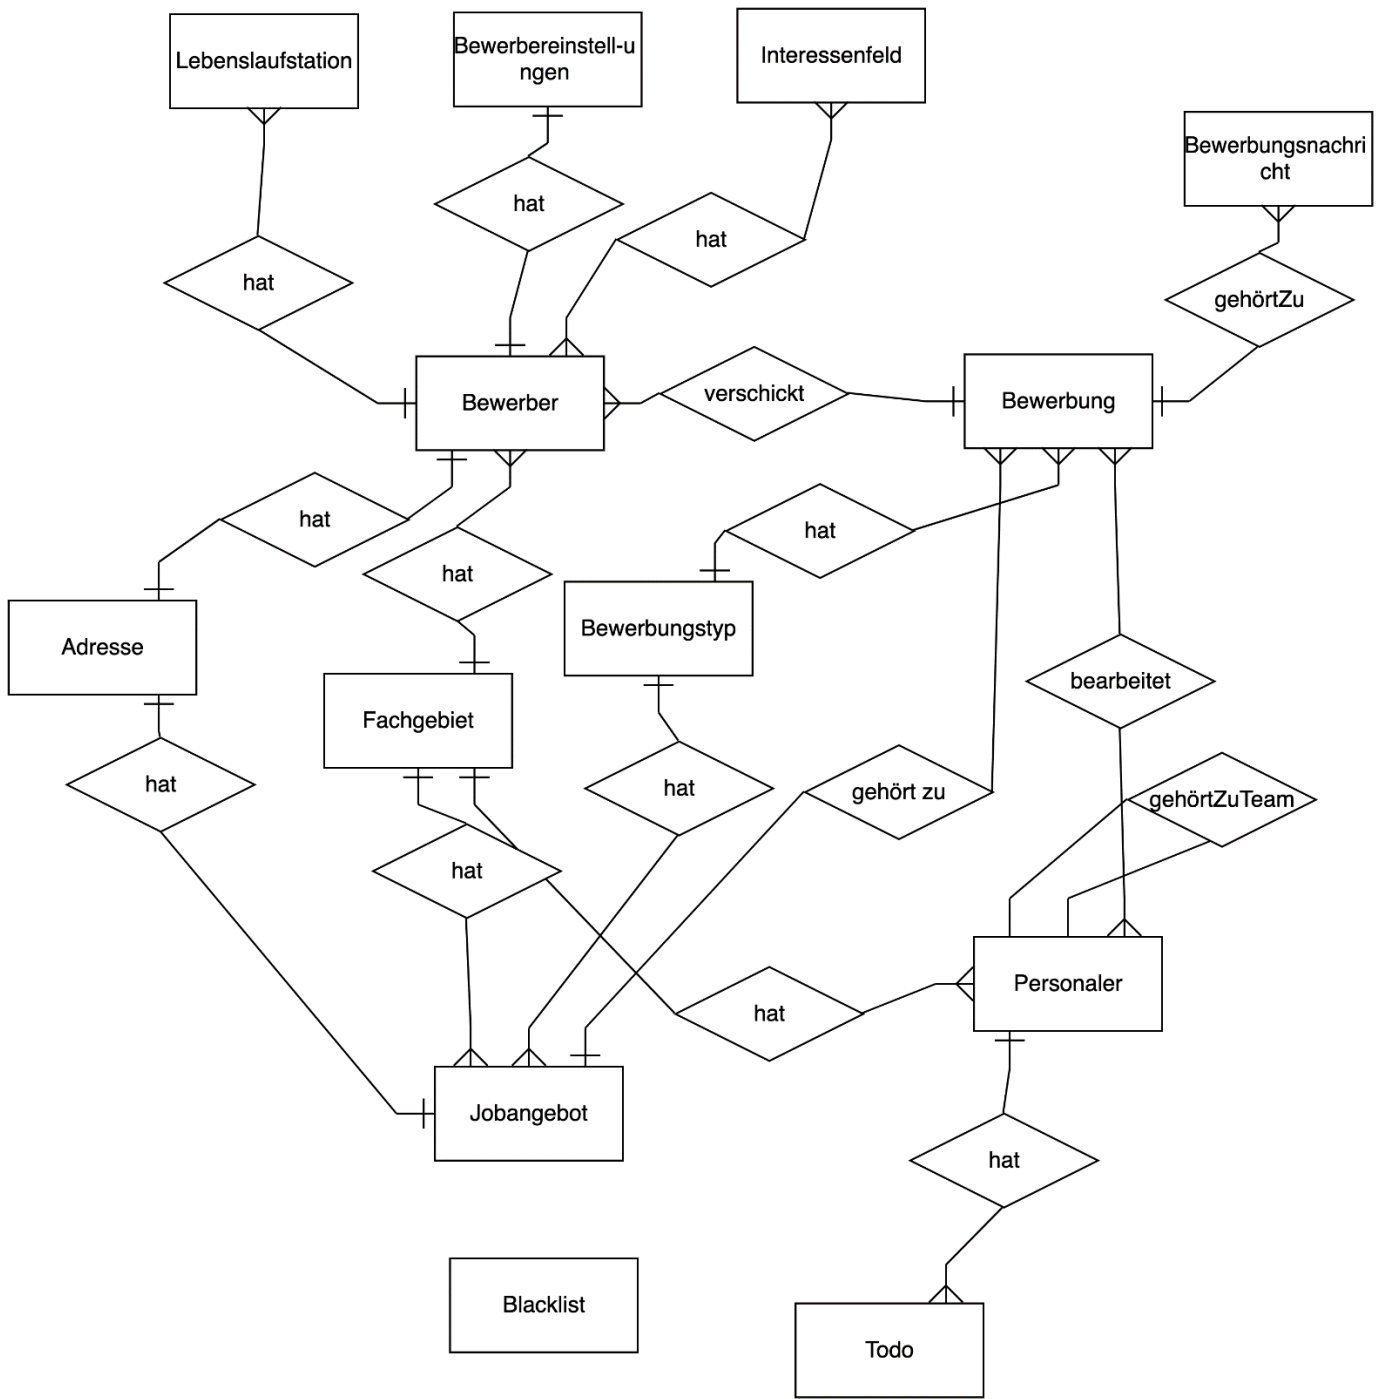 Lebenslaufstation
Bewerbereinstell-u
ngen
Interessenfeld
Bewerbungsnachri
cht
hat
hat
hat
gehörtZu
Bewerber
verschickt
Bewerbung
hat
hat
hat
Adresse
Fachgebiet
Bewerbungstyp
bearbeitet
hat
hat
hat
gehört zu
gehörtZuTeam
hat
Personaler
Jobangebot
hat
Blacklist
Todo